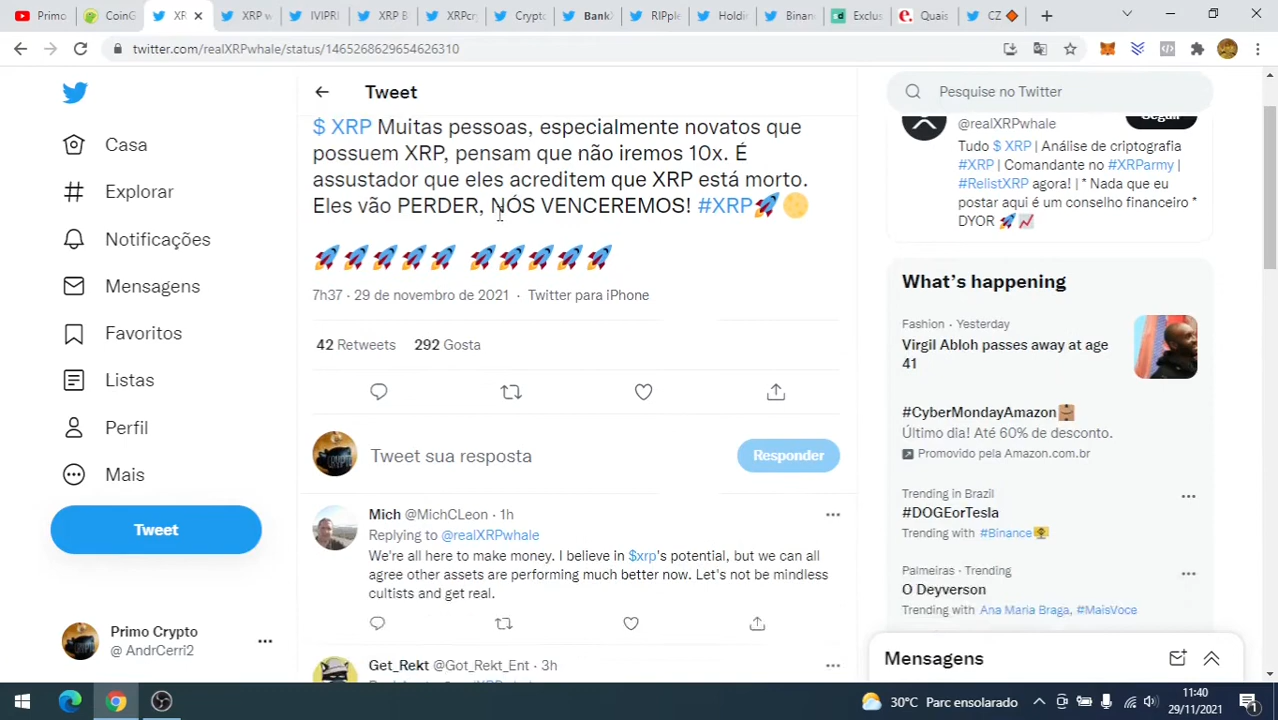 Primo
CoinG
XR
XRP w
IVIPRI
XRP B
XRPcr
Crypto
Bank
RIPple
Holdi
Binan
Exclus
Quais
CZ
twitter.com/realXRPwhale/status/1465268629654626310
Casa
Explorar
Notificações
Mensagens
Favoritos
Listas
Perfil
Mais
Tweet
Primo Crypto
@ AndrCerri2
Tweet
$ XRP Muitas pessoas, especialmente novatos que
possuem XRP, pensam que não iremos 10x. É
assustador que eles acreditem que XRP está morto.
Eles vão PERDER, NÓS VENCEREMOS! #XRP🚀🌕
🚀🚀🚀🚀🚀 🚀🚀🚀🚀🚀
7h37 · 29 de novembro de 2021 · Twitter para iPhone
42 Retweets 292 Gosta
Tweet sua resposta
Responder
Mich @MichCLeon · 1h
Replying to @realXRPwhale
We're all here to make money. I believe in $xrp's potential, but we can all
agree other assets are performing much better now. Let's not be mindless
cultists and get real.
Get_Rekt @Got_Rekt_Ent · 3h
Pesquise no Twitter
@realXRPwhale
Seguir
Tudo $ XRP | Análise de criptografia
#XRP | Comandante no #XRPArmy |
#RelistXRP agora! | * Nada que eu
postar aqui é um conselho financeiro *
DYOR 🚀📈
What's happening
Fashion · Yesterday
Virgil Abloh passes away at age
41
#CyberMondayAmazon
Último dia! Até 60% de desconto.
Promovido pela Amazon.com.br
Trending in Brazil
#DOGEorTesla
Trending with #Binance
Palmeiras · Trending
O Deyverson
Trending with Ana Maria Braga, #MaisVoce
Mensagens
30°C Parc ensolarado
11:40
29/11/2021
1